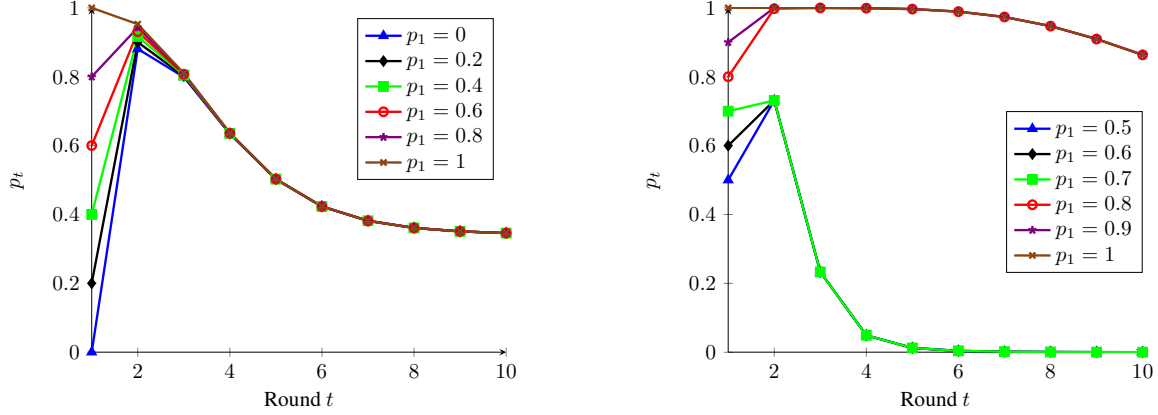 1
0.8
0.6
0.4
0.2
0
2
4
6
8
10
Round t
p_t
p_1 = 0
p_1 = 0.2
p_1 = 0.4
p_1 = 0.6
p_1 = 0.8
p_1 = 1
1
0.8
0.6
0.4
0.2
0
2
4
6
8
10
Round t
p_t
p_1 = 0.5
p_1 = 0.6
p_1 = 0.7
p_1 = 0.8
p_1 = 0.9
p_1 = 1